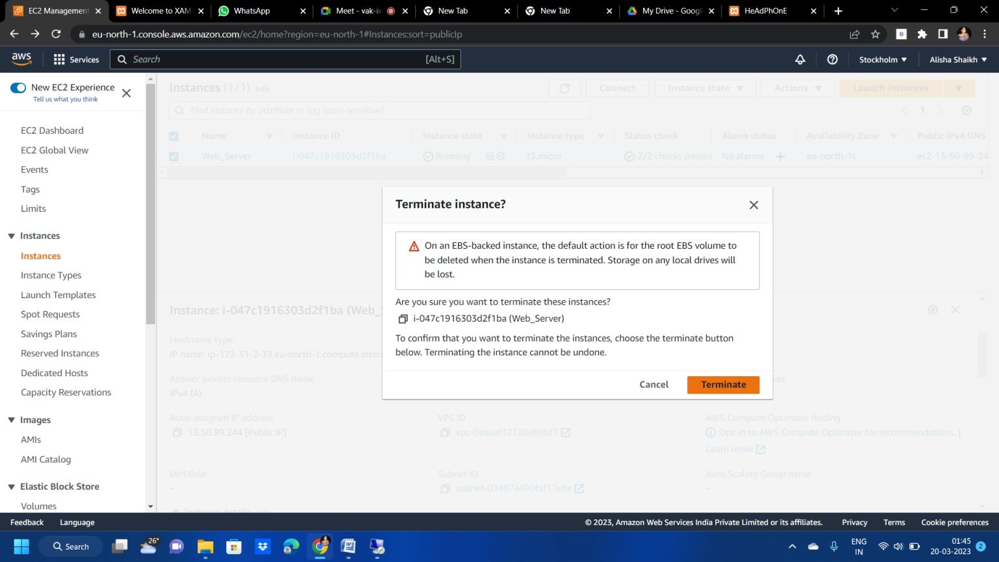 EC2 Management
Welcome to XAM
WhatsApp
Meet - vak-ix
New Tab
New Tab
My Drive - Googl
HeAdPhOnE
eu-north-1.console.aws.amazon.com/ec2/home?region=eu-north-1#Instances:sort=publicIp
aws
Services
Search
[Alt+S]
Stockholm
Alisha Shaikh
New EC2 Experience
Tell us what you think
EC2 Dashboard
EC2 Global View
Events
Tags
Limits
Instances
Instances
Instance Types
Launch Templates
Spot Requests
Savings Plans
Reserved Instances
Dedicated Hosts
Capacity Reservations
Images
AMIs
AMI Catalog
Elastic Block Store
Volumes
Instances (1/1) Info
Connect
Instance state
Actions
Launch instances
Find instance by attribute or tag (case-sensitive)
1
Name Instance ID Instance state Instance type Status check Alarm status Availability Zone Public IPv4 DNS
Web_Server i-047c1916303d2f1ba Running t3.micro 2/2 checks passed No alarms + eu-north-1c ec2-13-50-99-24
Terminate instance?
On an EBS-backed instance, the default action is for the root EBS volume to
be deleted when the instance is terminated. Storage on any local drives will
be lost.
Are you sure you want to terminate these instances?
i-047c1916303d2f1ba (Web_Server)
To confirm that you want to terminate the instances, choose the terminate button
below. Terminating the instance cannot be undone.
Cancel
Terminate
Instance: i-047c1916303d2f1ba (Web_S
Hostname type
IP name: ip-172-31-2-33.eu-north-1.compute.inter
Answer private resource DNS name
IPv4 (A)
Auto-assigned IP address
13.50.99.244 [Public IP]
VPC ID
vpc-0eaeaf32120e89bf7
AWS Compute Optimizer finding
Opt-in to AWS Compute Optimizer for recommendations. |
Learn more
IAM Role
–
Subnet ID
subnet-01467a490faf17ebc
Auto Scaling Group name
–
Instance details Info
Feedback
Language
© 2023, Amazon Web Services India Private Limited or its affiliates.
Privacy
Terms
Cookie preferences
Search
26°
ENG
IN
01:45
20-03-2023
2